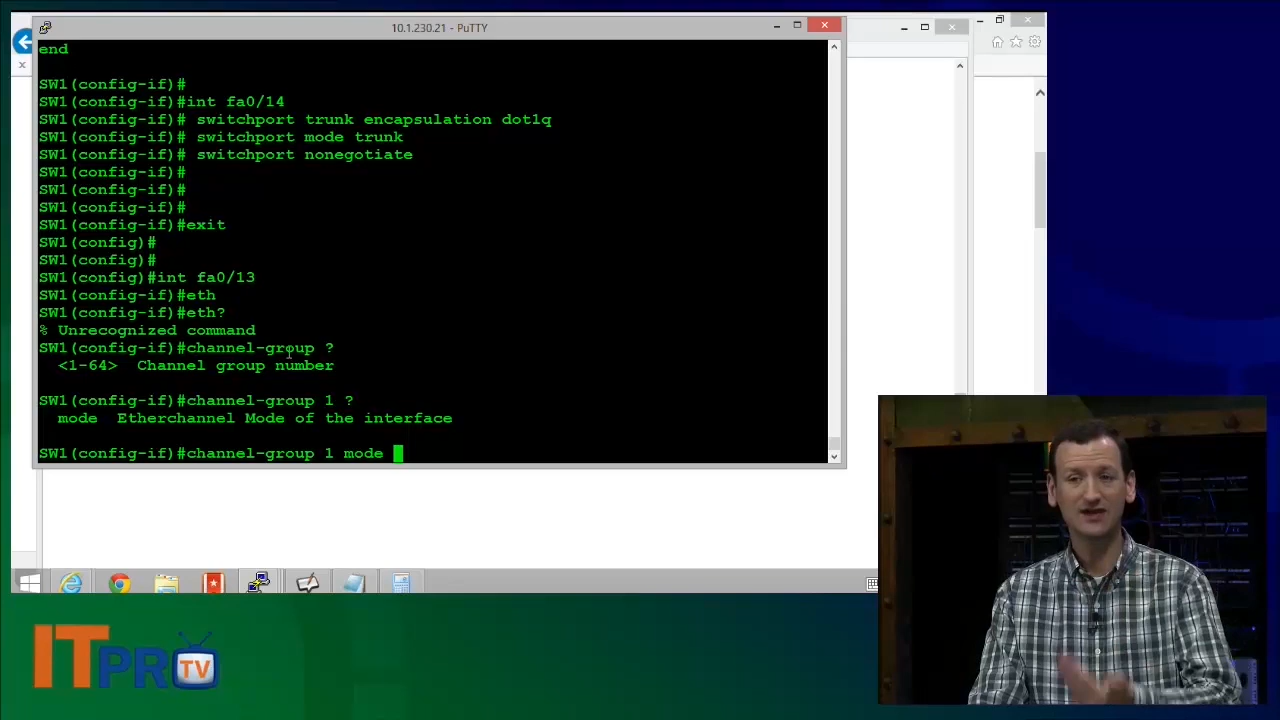 10.1.230.21 - PuTTY
end
SW1(config-if)#
SW1(config-if)#int fa0/14
SW1(config-if)# switchport trunk encapsulation dot1q
SW1(config-if)# switchport mode trunk
SW1(config-if)# switchport nonegotiate
SW1(config-if)#
SW1(config-if)#
SW1(config-if)#
SW1(config-if)#exit
SW1(config)#
SW1(config)#
SW1(config)#int fa0/13
SW1(config-if)#eth
SW1(config-if)#eth?
% Unrecognized command
SW1(config-if)#channel-group ?
<1-64> Channel group number
SW1(config-if)#channel-group 1 ?
mode Etherchannel Mode of the interface
SW1(config-if)#channel-group 1 mode
ITPROTV